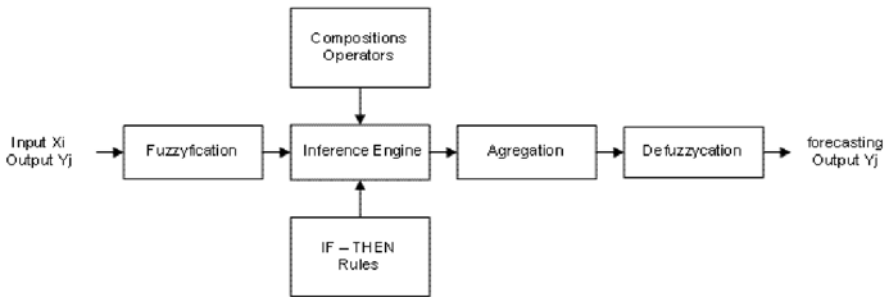 Compositions
Operators
Input Xi
Output Yj
Fuzzyfication
Inference Engine
Agregation
Defuzzycation
forecasting
Output Yj
IF – THEN
Rules